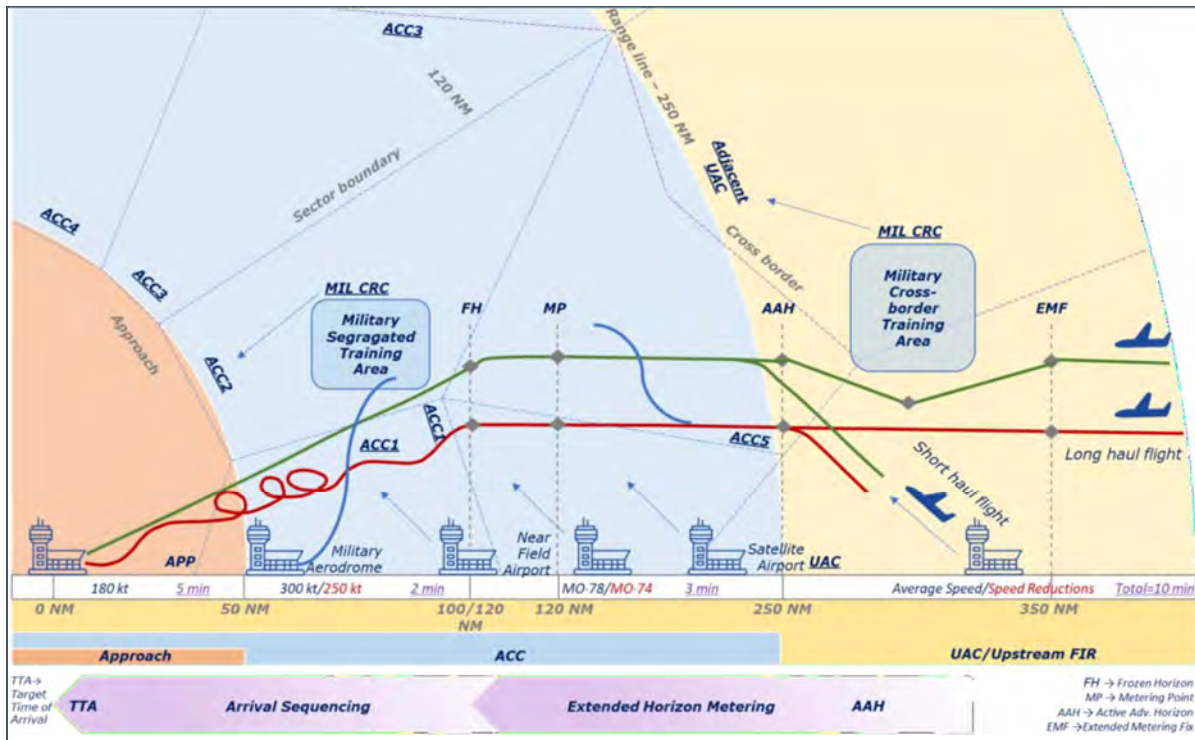 ACC3
Range line – 250 NM
120 NM
Sector boundary
Adjacent
UAC
Cross border
MIL CRC
Military
Cross-
border
Training
Area
ACC4
ACC3
Approach
ACC2
MIL CRC
Military
Segragated
Training
Area
FH
MP
AAH
EMF
ACC1
ACC1
ACC5
Long haul flight
Short haul flight
APP
Military
Aerodrome
Near
Field
Airport
Satellite
Airport
UAC
180 kt
5 min
300 kt/250 kt
2 min
MO-78/MO-74
3 min
Average Speed/Speed Reductions
Total=10 min
0 NM
50 NM
100/120
NM
120 NM
250 NM
350 NM
Approach
ACC
UAC/Upstream FIR
TTA→
Target
Time of
Arrival
TTA
Arrival Sequencing
Extended Horizon Metering
AAH
FH → Frozen Horizon
MP → Metering Point
AAH → Active Adv. Horizon
EMF →Extended Metering Fix